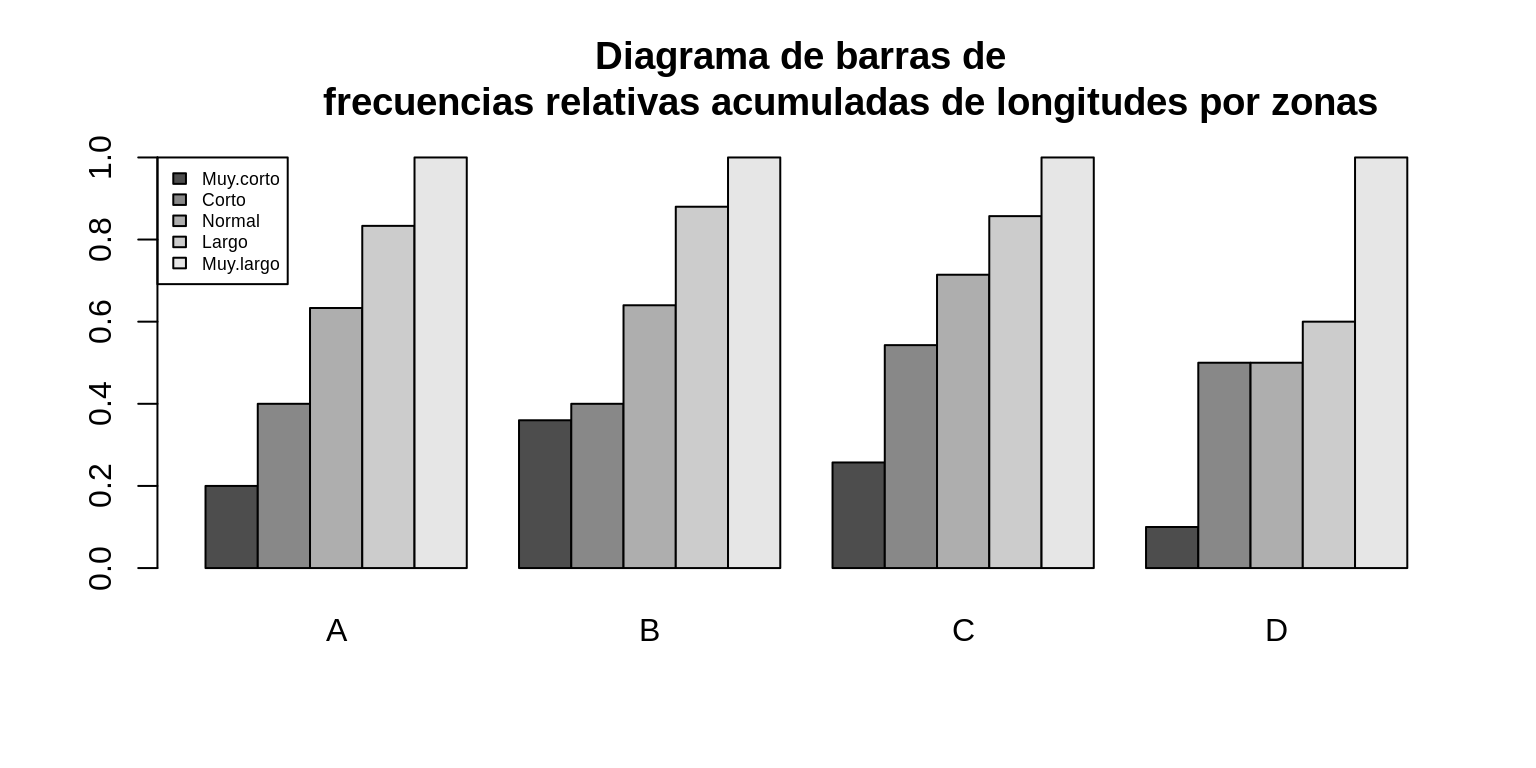 Diagrama de barras de
frecuencias relativas acumuladas de longitudes por zonas
1.0
0.8
0.6
0.4
0.2
0.0
Muy.corto
Corto
Normal
Largo
Muy.largo
A B C D